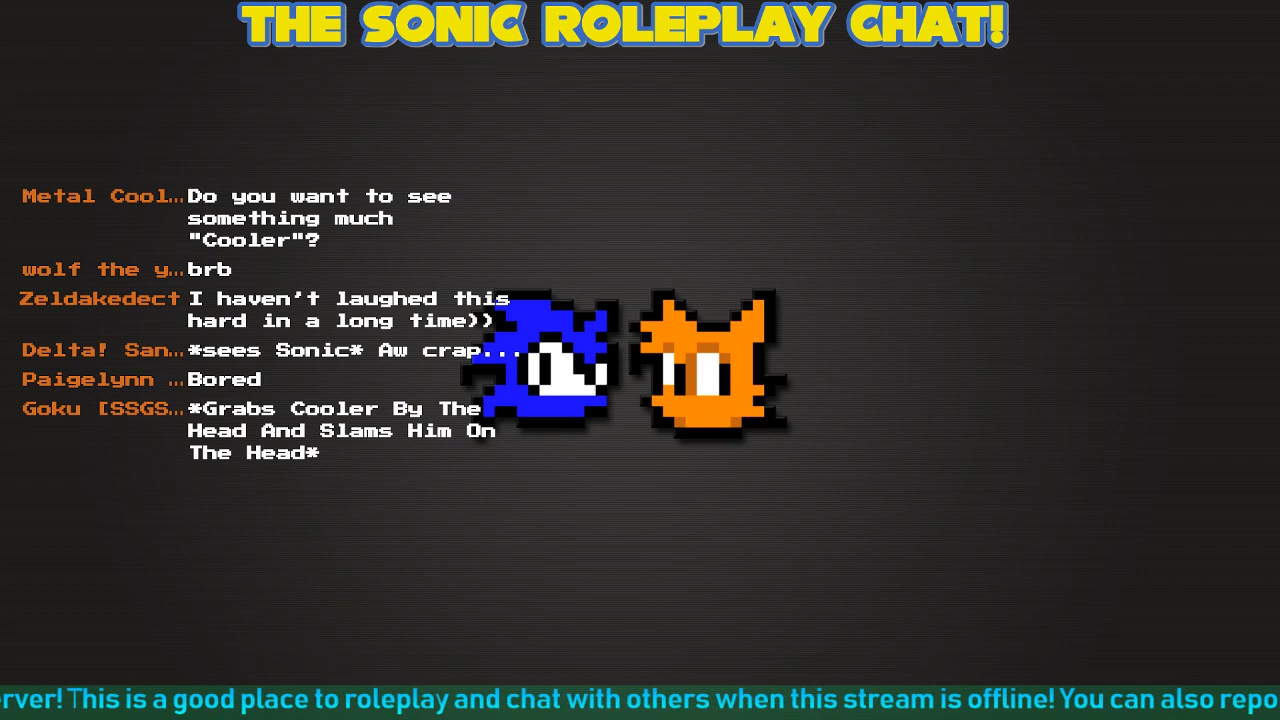 THE SONIC ROLEPLAY CHAT!
Metal Cool... Do you want to see
something much
"Cooler"?
wolf the y... brb
Zeldakedect I haven't laughed this
hard in a long time))
Delta! San... *sees Sonic* Aw crap...
Paigelynn ... Bored
Goku [SSGS... *Grabs Cooler By The
Head And Slams Him On
The Head*
rver! This is a good place to roleplay and chat with others when this stream is offline! You can also repo